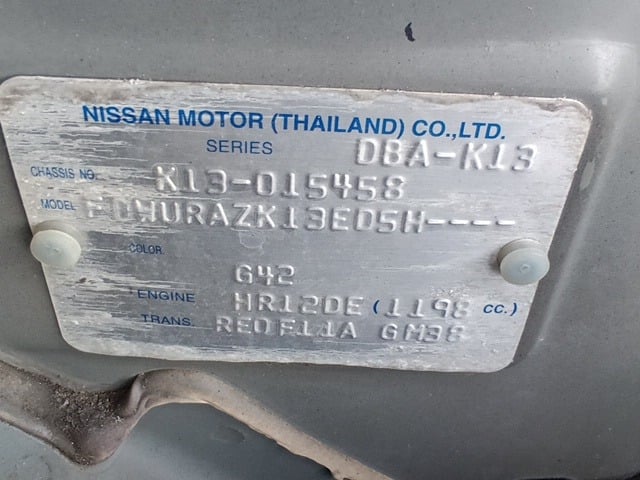 NISSAN MOTOR (THAILAND) CO.,LTD.
SERIES DBA-K13
CHASSIS NO. K13-015458
MODEL FDWURAZK13EDSH----
COLOR.
G42
ENGINE HR12DE (1198 CC.)
TRANS. RE0F11A GM38